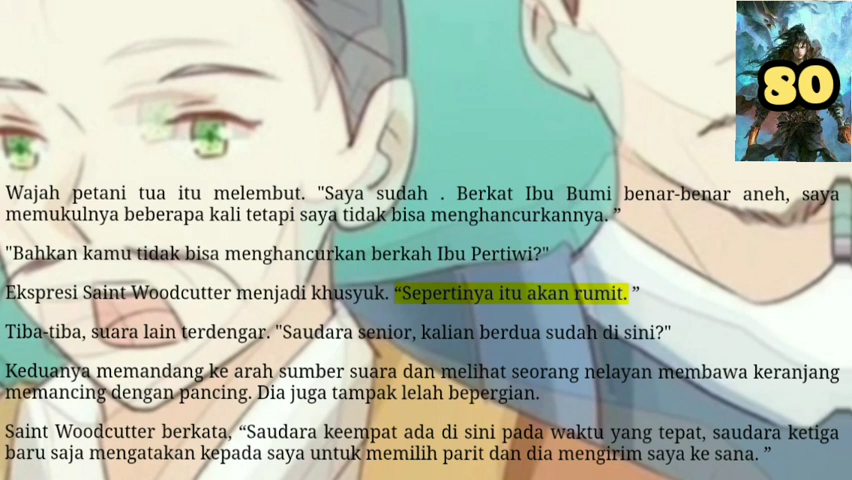 80
Wajah petani tua itu melembut. "Saya sudah . Berkat Ibu Bumi benar-benar aneh, saya
memukulnya beberapa kali tetapi saya tidak bisa menghancurkannya. ”
"Bahkan kamu tidak bisa menghancurkan berkah Ibu Pertiwi?"
Ekspresi Saint Woodcutter menjadi khusyuk. “Sepertinya itu akan rumit. ”
Tiba-tiba, suara lain terdengar. "Saudara senior, kalian berdua sudah di sini?"
Keduanya memandang ke arah sumber suara dan melihat seorang nelayan membawa keranjang
memancing dengan pancing. Dia juga tampak lelah bepergian.
Saint Woodcutter berkata, “Saudara keempat ada di sini pada waktu yang tepat, saudara ketiga
baru saja mengatakan kepada saya untuk memilih parit dan dia mengirim saya ke sana. ”